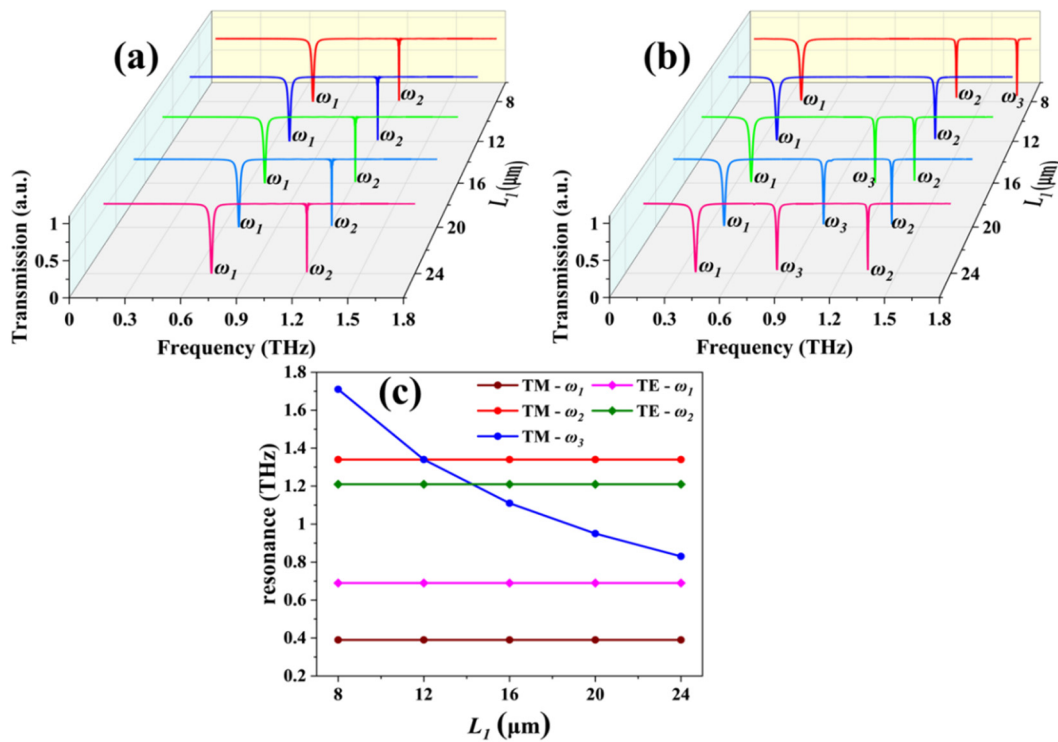 (a)
ω1 ω2
ω1 ω2
ω1 ω2
ω1 ω2
ω1 ω2
8
12
16
20
24
L1 (μm)
Transmission (a.u.)
1
0.5
0
0 0.3 0.6 0.9 1.2 1.5 1.8
Frequency (THz)
(b)
ω1 ω2 ω3
ω1 ω2
ω1 ω3 ω2
ω1 ω3 ω2
ω1 ω3 ω2
8
12
16
20
24
L1 (μm)
Transmission (a.u.)
1
0.5
0
0 0.3 0.6 0.9 1.2 1.5 1.8
Frequency (THz)
(c)
TM - ω1 TE - ω1
TM - ω2 TE - ω2
TM - ω3
resonance (THz)
1.8
1.6
1.4
1.2
1
0.8
0.6
0.4
0.2
8 12 16 20 24
L1 (μm)